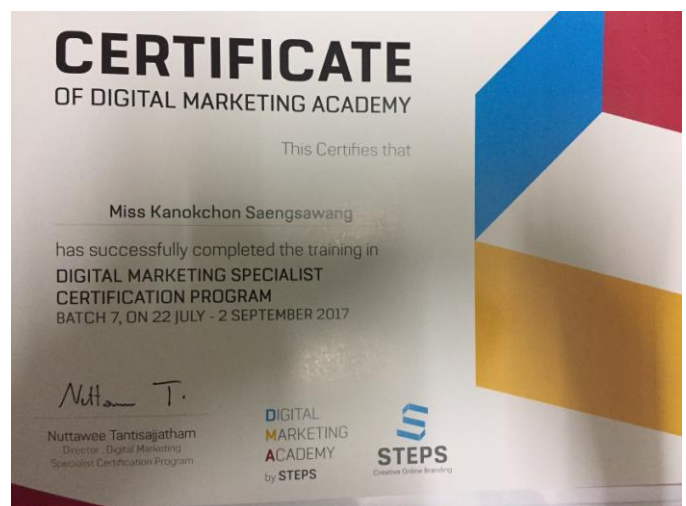 CERTIFICATE
OF DIGITAL MARKETING ACADEMY
This Certifies that
Miss Kanokchon Saengsawang
has successfully completed the training in
DIGITAL MARKETING SPECIALIST
CERTIFICATION PROGRAM
BATCH 7, ON 22 JULY - 2 SEPTEMBER 2017
Nuttawee Tantisajjatham
Director : Digital Marketing
Specialist Certification Program
DIGITAL
MARKETING
ACADEMY
by STEPS
STEPS
Creative Online Branding